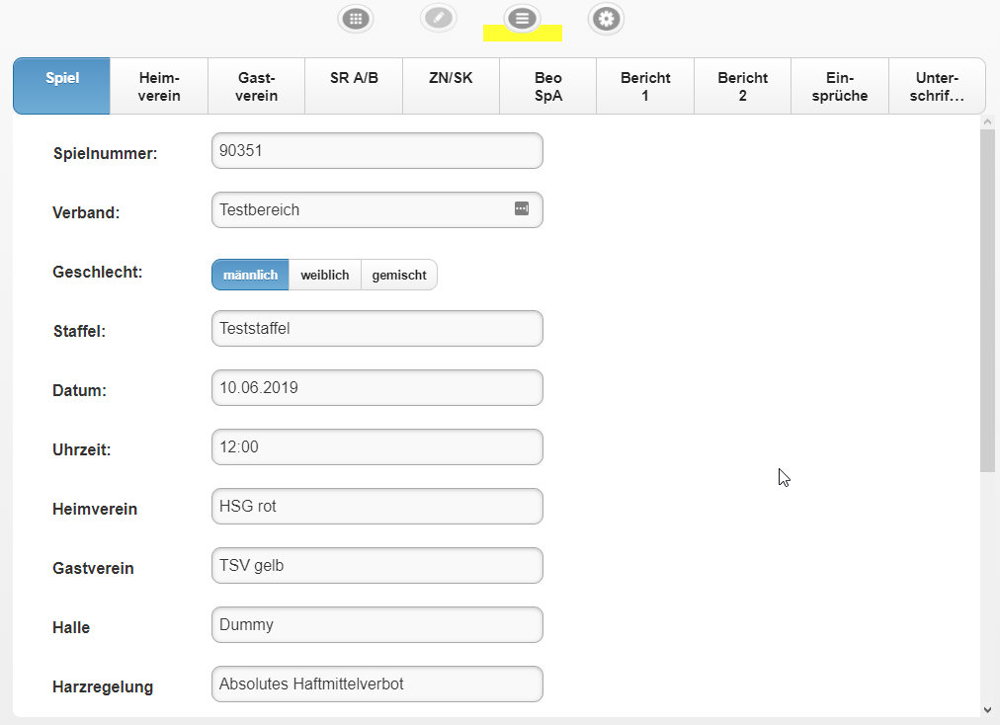 Spiel
Heim-
verein
Gast-
verein
SR A/B
ZN/SK
Beo
SpA
Bericht
1
Bericht
2
Ein-
sprüche
Unter-
schrif...
Spielnummer: 90351
Verband: Testbereich
Geschlecht: männlich weiblich gemischt
Staffel: Teststaffel
Datum: 10.06.2019
Uhrzeit: 12:00
Heimverein HSG rot
Gastverein TSV gelb
Halle Dummy
Harzregelung Absolutes Haftmittelverbot